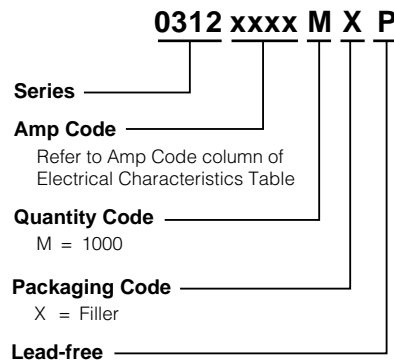 0312 xxxx M X P
Series
Amp Code
Refer to Amp Code column of
Electrical Characteristics Table
Quantity Code
M = 1000
Packaging Code
X = Filler
Lead-free